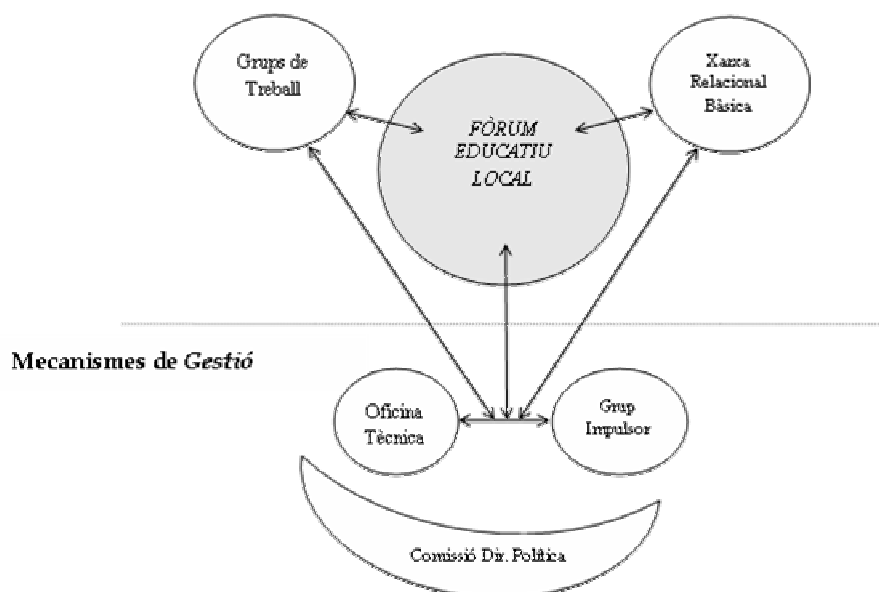 Grups de
Treball
FÒRUM
EDUCATIU
LOCAL
Xarxa
Relacional
Bàsica
Mecanismes de Gestió
Oficina
Tècnica
Grup
Impulsor
Comissió Dir. Política